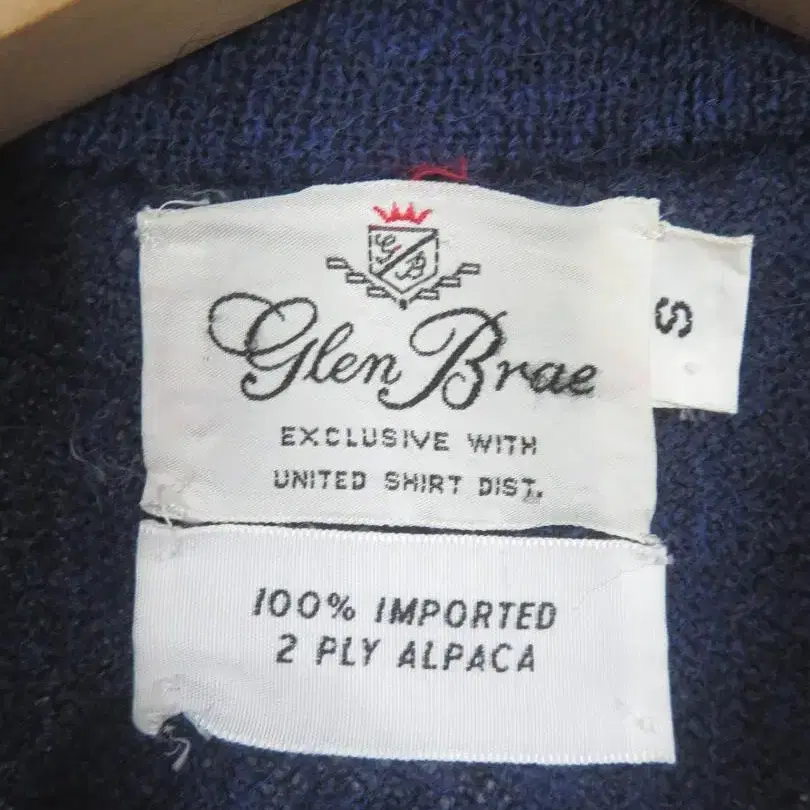 G B
Glen Brae
S
EXCLUSIVE WITH
UNITED SHIRT DIST.
100% IMPORTED
2 PLY ALPACA